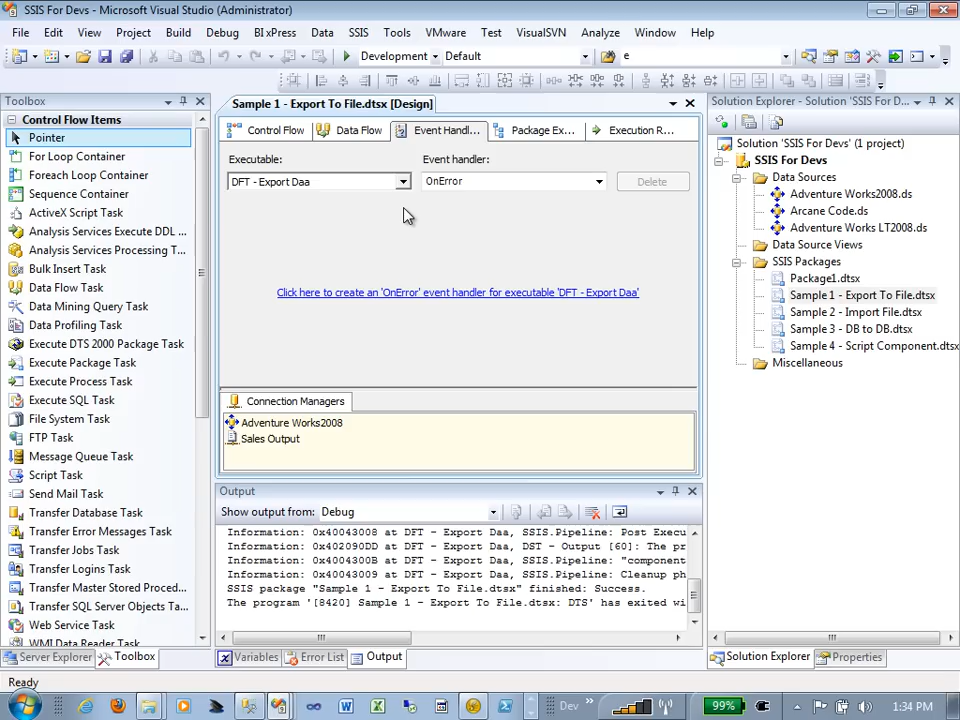 SSIS For Devs - Microsoft Visual Studio (Administrator)
File Edit View Project Build Debug BI xPress Data SSIS Tools VMware Test VisualSVN Analyze Window Help
Development Default e
Toolbox
Control Flow Items
Pointer
For Loop Container
Foreach Loop Container
Sequence Container
ActiveX Script Task
Analysis Services Execute DDL ...
Analysis Services Processing T...
Bulk Insert Task
Data Flow Task
Data Mining Query Task
Data Profiling Task
Execute DTS 2000 Package Task
Execute Package Task
Execute Process Task
Execute SQL Task
File System Task
FTP Task
Message Queue Task
Script Task
Send Mail Task
Transfer Database Task
Transfer Error Messages Task
Transfer Jobs Task
Transfer Logins Task
Transfer Master Stored Proced...
Transfer SQL Server Objects Ta...
Web Service Task
WMI Data Reader Task
Server Explorer Toolbox
Sample 1 - Export To File.dtsx [Design]
Control Flow Data Flow Event Handl... Package Ex... Execution R...
Executable: Event handler:
DFT - Export Daa OnError Delete
Click here to create an 'OnError' event handler for executable 'DFT - Export Daa'
Connection Managers
Adventure Works2008
Sales Output
Output
Show output from: Debug
Information: 0x40043008 at DFT - Export Daa, SSIS.Pipeline: Post Execu
Information: 0x402090DD at DFT - Export Daa, DST - Output [60]: The pr
Information: 0x4004300B at DFT - Export Daa, SSIS.Pipeline: "component
Information: 0x40043009 at DFT - Export Daa, SSIS.Pipeline: Cleanup ph
SSIS package "Sample 1 - Export To File.dtsx" finished: Success.
The program '[8420] Sample 1 - Export To File.dtsx: DTS' has exited wi
Variables Error List Output
Solution Explorer - Solution 'SSIS For D...
Solution 'SSIS For Devs' (1 project)
SSIS For Devs
Data Sources
Adventure Works2008.ds
Arcane Code.ds
Adventure Works LT2008.ds
Data Source Views
SSIS Packages
Package1.dtsx
Sample 1 - Export To File.dtsx
Sample 2 - Import File.dtsx
Sample 3 - DB to DB.dtsx
Sample 4 - Script Component.dtsx
Miscellaneous
Solution Explorer Properties
Ready
Dev » 99% 1:34 PM